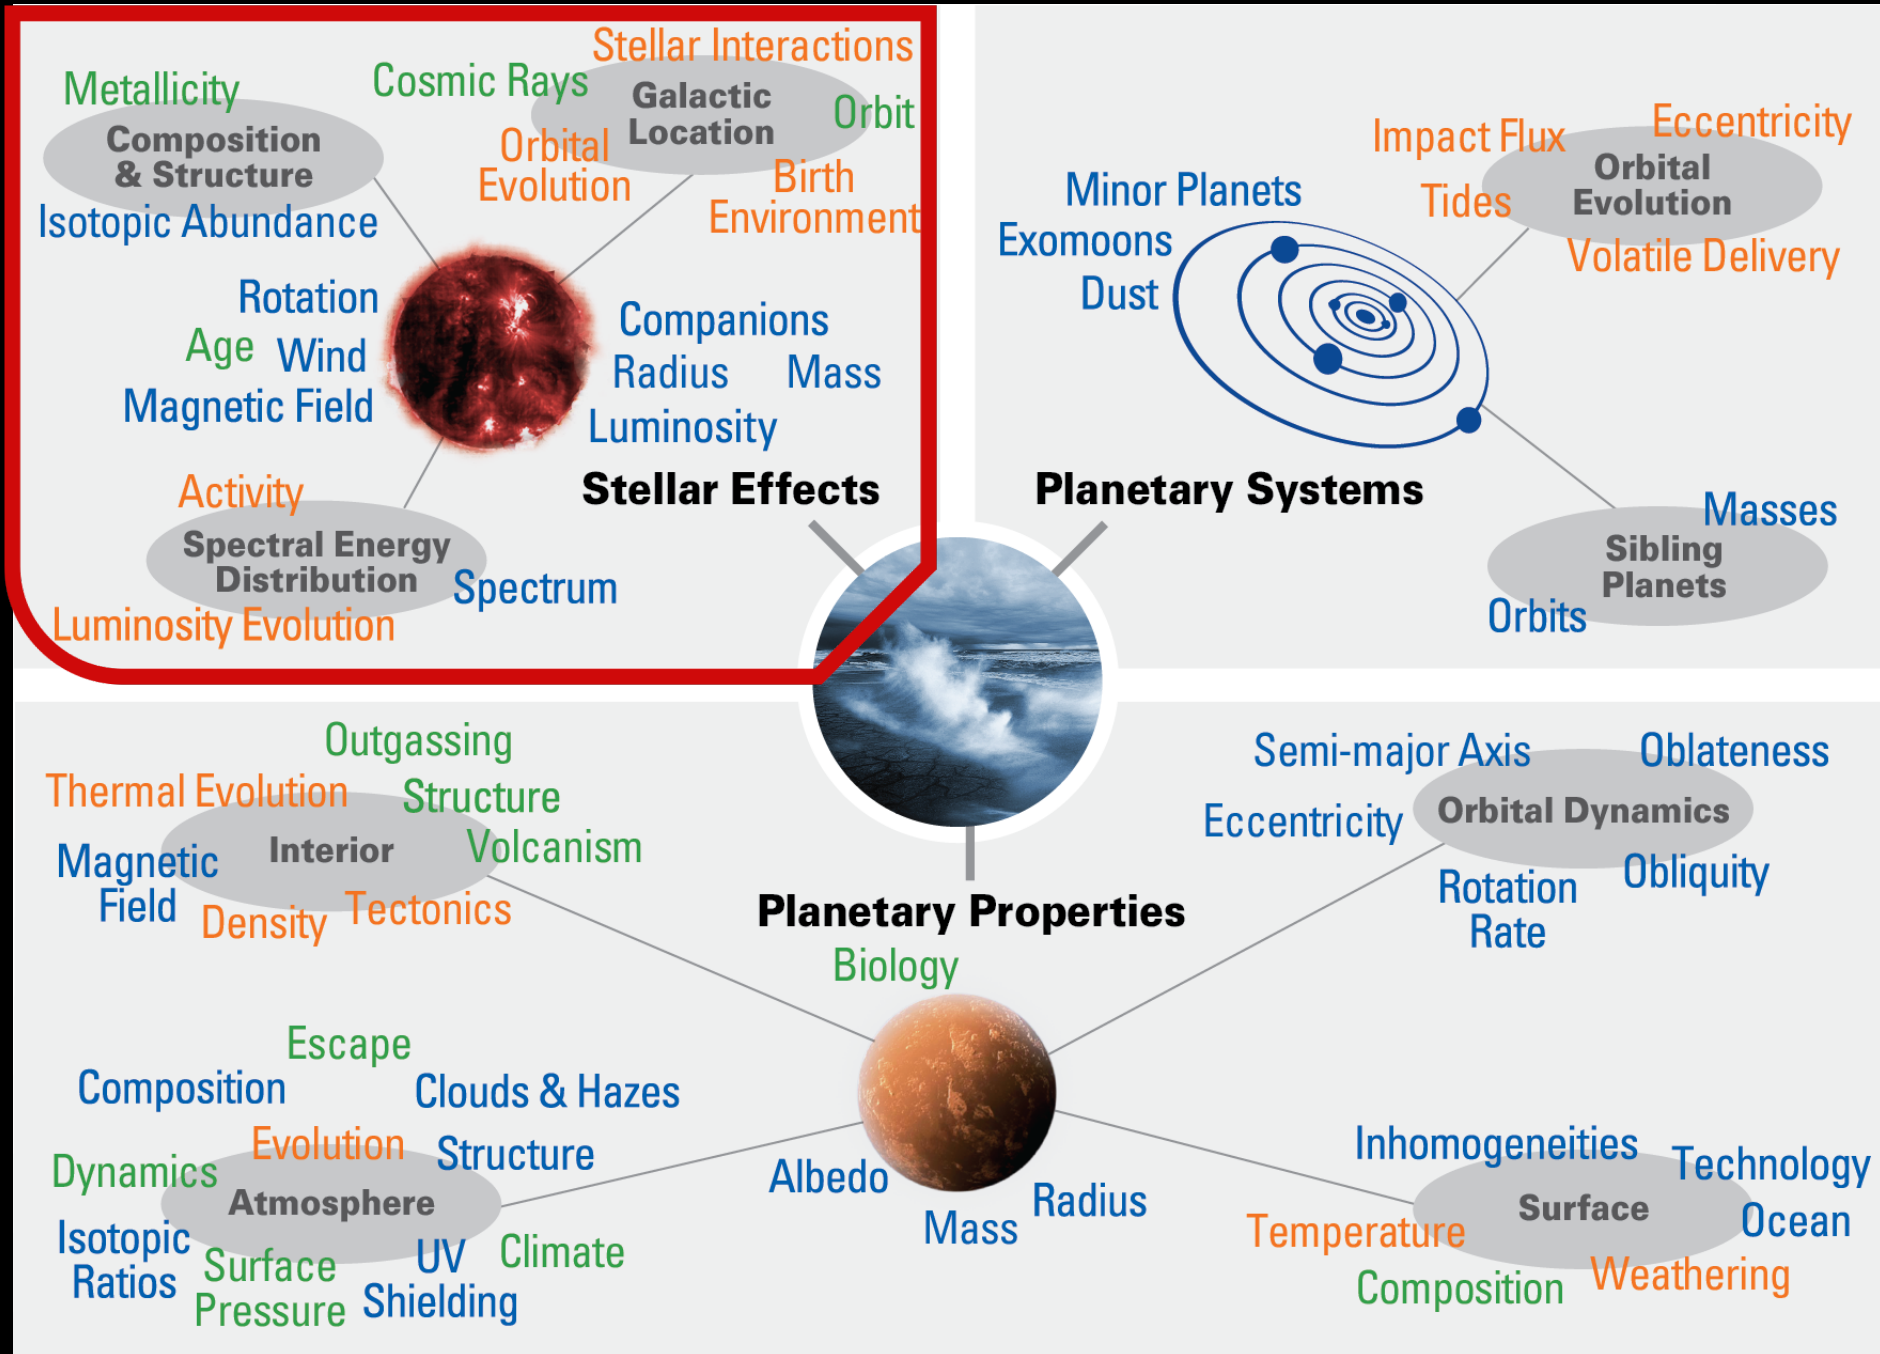 Stellar Interactions
Metallicity
Cosmic Rays
Galactic
Location
Orbit
Composition
& Structure
Orbital
Evolution
Birth
Environment
Isotopic Abundance
Rotation
Age
Wind
Magnetic Field
Companions
Radius
Mass
Luminosity
Stellar Effects
Activity
Spectral Energy
Distribution
Spectrum
Luminosity Evolution
Eccentricity
Impact Flux
Orbital
Evolution
Tides
Volatile Delivery
Minor Planets
Exomoons
Dust
Planetary Systems
Masses
Sibling
Planets
Orbits
Outgassing
Thermal Evolution
Structure
Interior
Volcanism
Magnetic
Field
Density
Tectonics
Planetary Properties
Biology
Semi-major Axis
Oblateness
Orbital Dynamics
Eccentricity
Obliquity
Rotation
Rate
Escape
Composition
Clouds & Hazes
Evolution
Structure
Dynamics
Atmosphere
Isotopic
Ratios
Surface
Pressure
UV
Shielding
Climate
Albedo
Mass
Radius
Inhomogeneities
Technology
Surface
Ocean
Temperature
Weathering
Composition